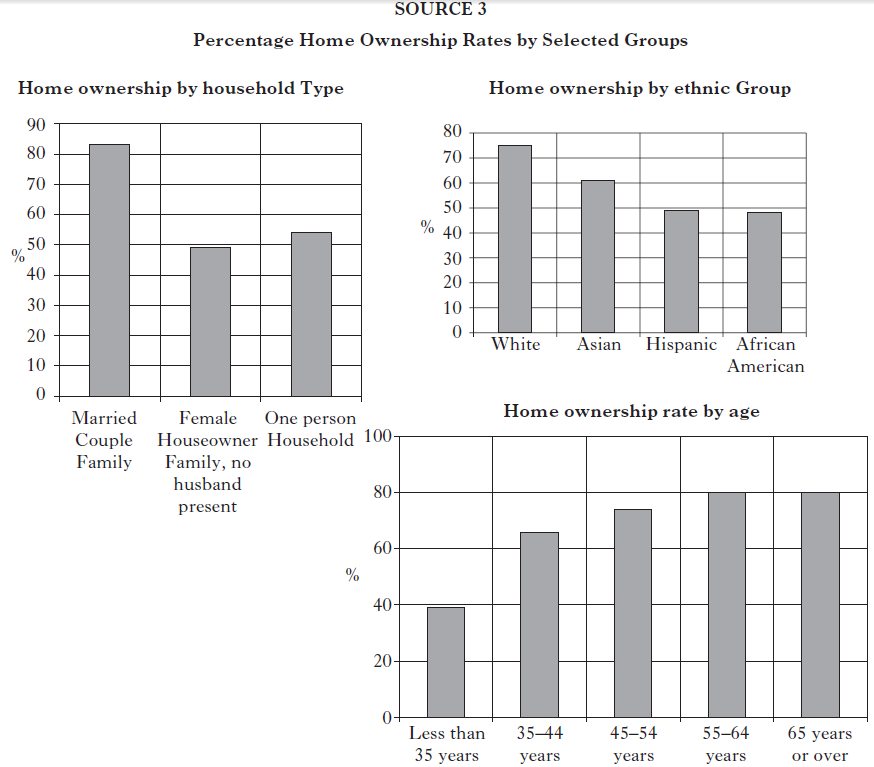 SOURCE 3
Percentage Home Ownership Rates by Selected Groups
Home ownership by household Type
90
80
70
60
50
%
40
30
20
10
0
Married Couple Family
Female Houseowner Family, no husband present
One person Household
Home ownership by ethnic Group
80
70
60
50
% 40
30
20
10
0
White Asian Hispanic African American
Home ownership rate by age
100
80
60
%
40
20
0
Less than 35 years
35–44 years
45–54 years
55–64 years
65 years or over